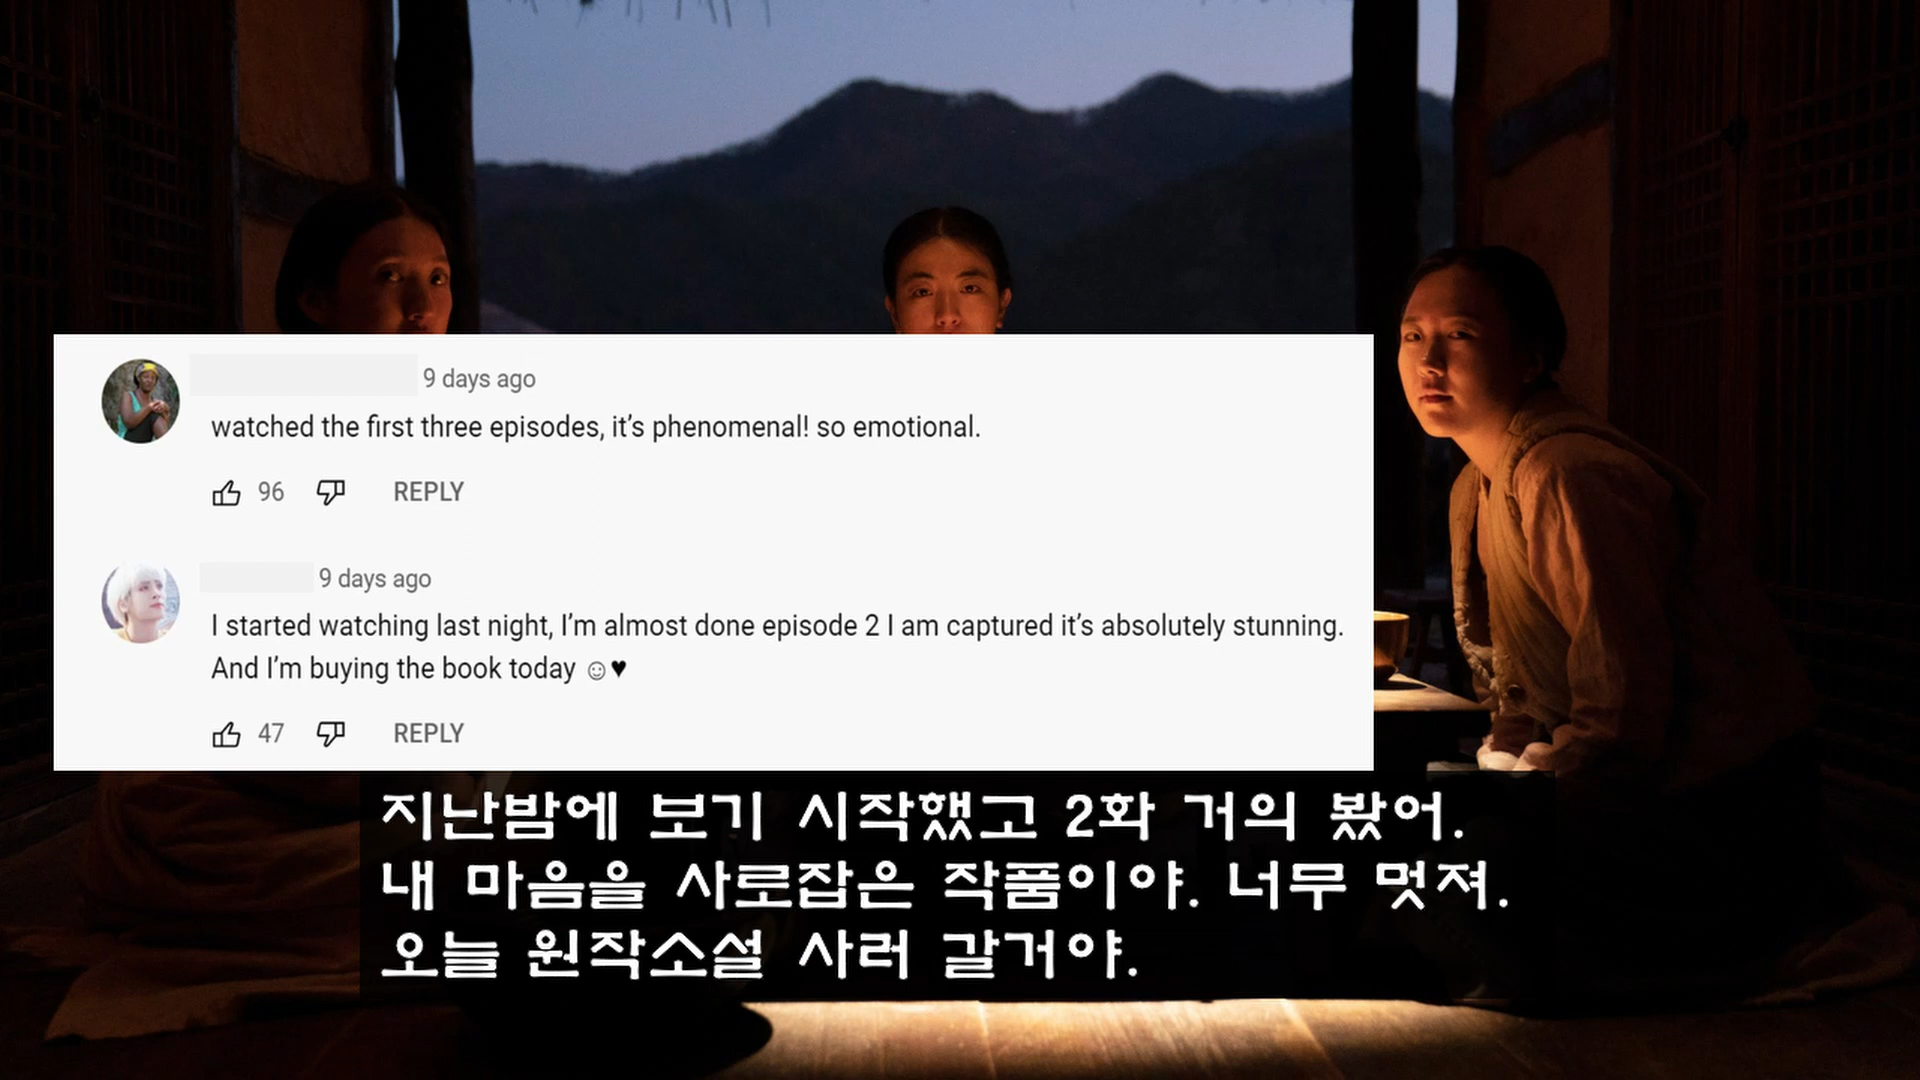 9 days ago
watched the first three episodes, it's phenomenal! so emotional.
96 REPLY
9 days ago
I started watching last night, I'm almost done episode 2 I am captured it's absolutely stunning.
And I'm buying the book today ☺♥
47 REPLY
지난밤에 보기 시작했고 2화 거의 봤어.
내 마음을 사로잡은 작품이야. 너무 멋져.
오늘 원작소설 사러 갈거야.